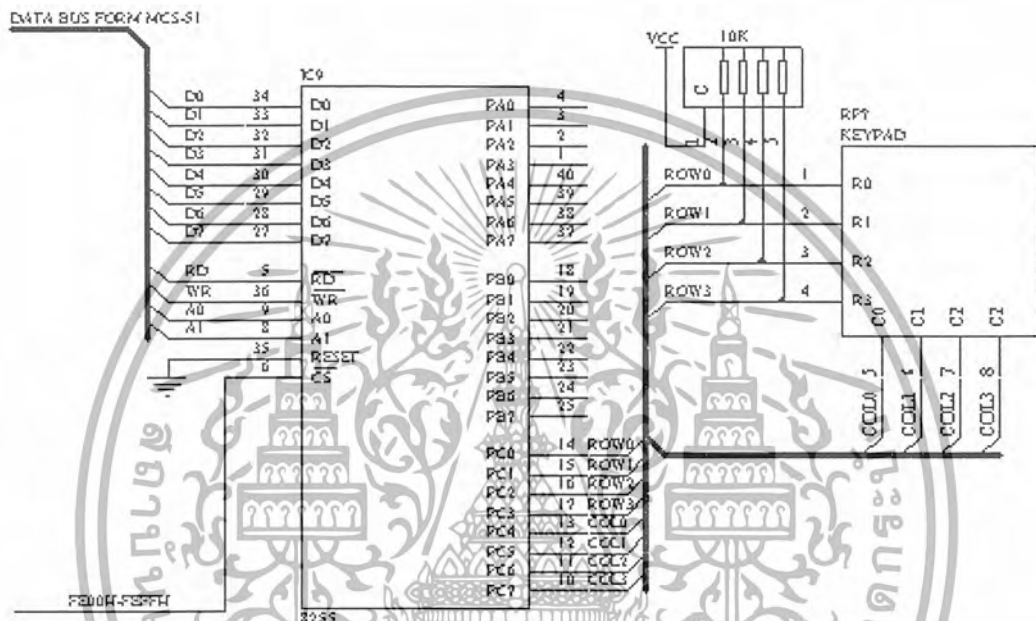 DATA BUS FORM MCS-51
IC9
D0 34 D0
D1 33 D1
D2 32 D2
D3 31 D3
D4 30 D4
D5 29 D5
D6 28 D6
D7 27 D7
RD 5 RD
WR 36 WR
A0 9 A0
A1 8 A1
35 RESET
6 CS
PA0 4
PA1 3
PA2 2
PA3 1
PA4 40
PA5 39
PA6 38
PA7 37
PB0 18
PB1 19
PB2 20
PB3 21
PB4 22
PB5 23
PB6 24
PB7 25
PC0 14 ROW0
PC1 15 ROW1
PC2 16 ROW2
PC3 17 ROW3
PC4 13 COL0
PC5 12 COL1
PC6 11 COL2
PC7 10 COL3
8255
VCC
10K
C
1 2 3 4 5
RP?
KEYPAD
ROW0 1 R0
ROW1 2 R1
ROW2 3 R2
ROW3 4 R3
C0 C1 C2 C3
5 6 7 8
COL0 COL1 COL2 COL3